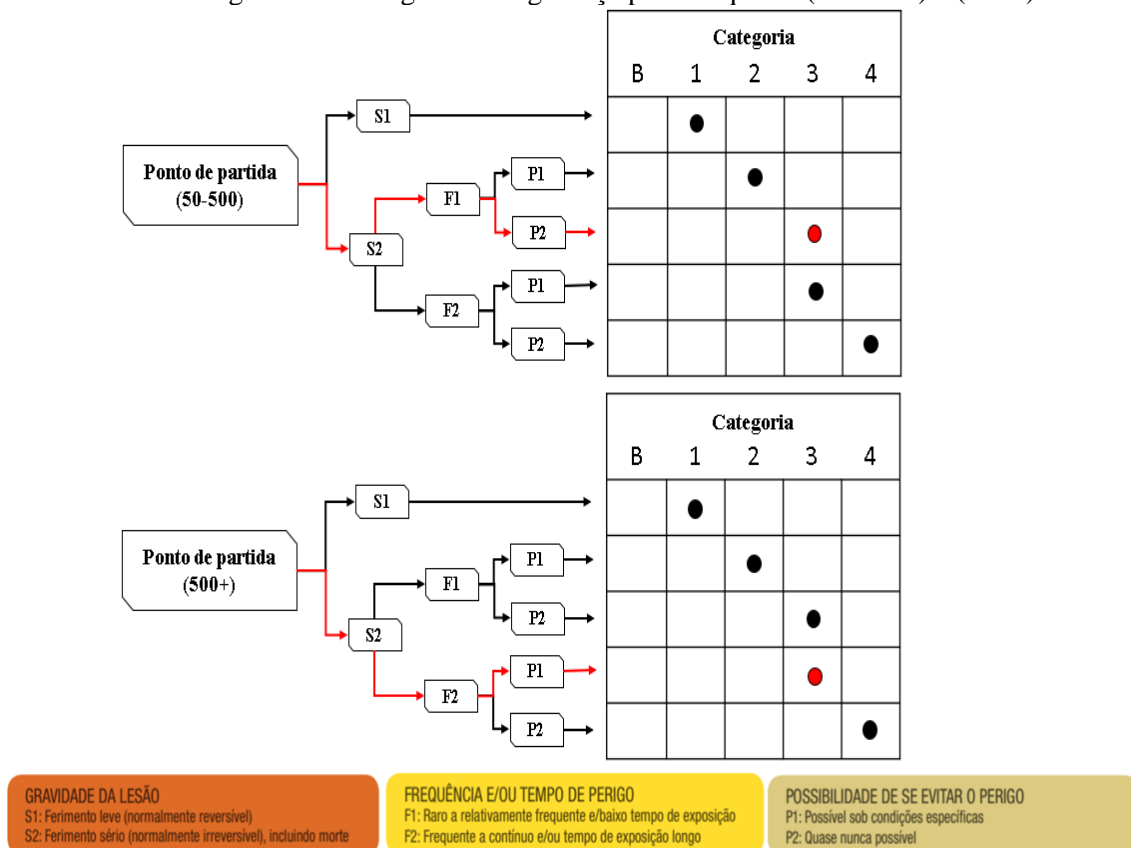 Categoria
B 1 2 3 4
S1
Ponto de partida
(50-500)
P1
F1
P2
S2
P1
F2
P2
Categoria
B 1 2 3 4
S1
Ponto de partida
(500+)
P1
F1
P2
S2
P1
F2
P2
GRAVIDADE DA LESÃO
S1: Ferimento leve (normalmente reversível)
S2: Ferimento sério (normalmente irreversível), incluindo morte
FREQUÊNCIA E/OU TEMPO DE PERIGO
F1: Raro a relativamente frequente e/baixo tempo de exposição
F2: Frequente a contínuo e/ou tempo de exposição longo
POSSIBILIDADE DE SE EVITAR O PERIGO
P1: Possível sob condições específicas
P2: Quase nunca possível